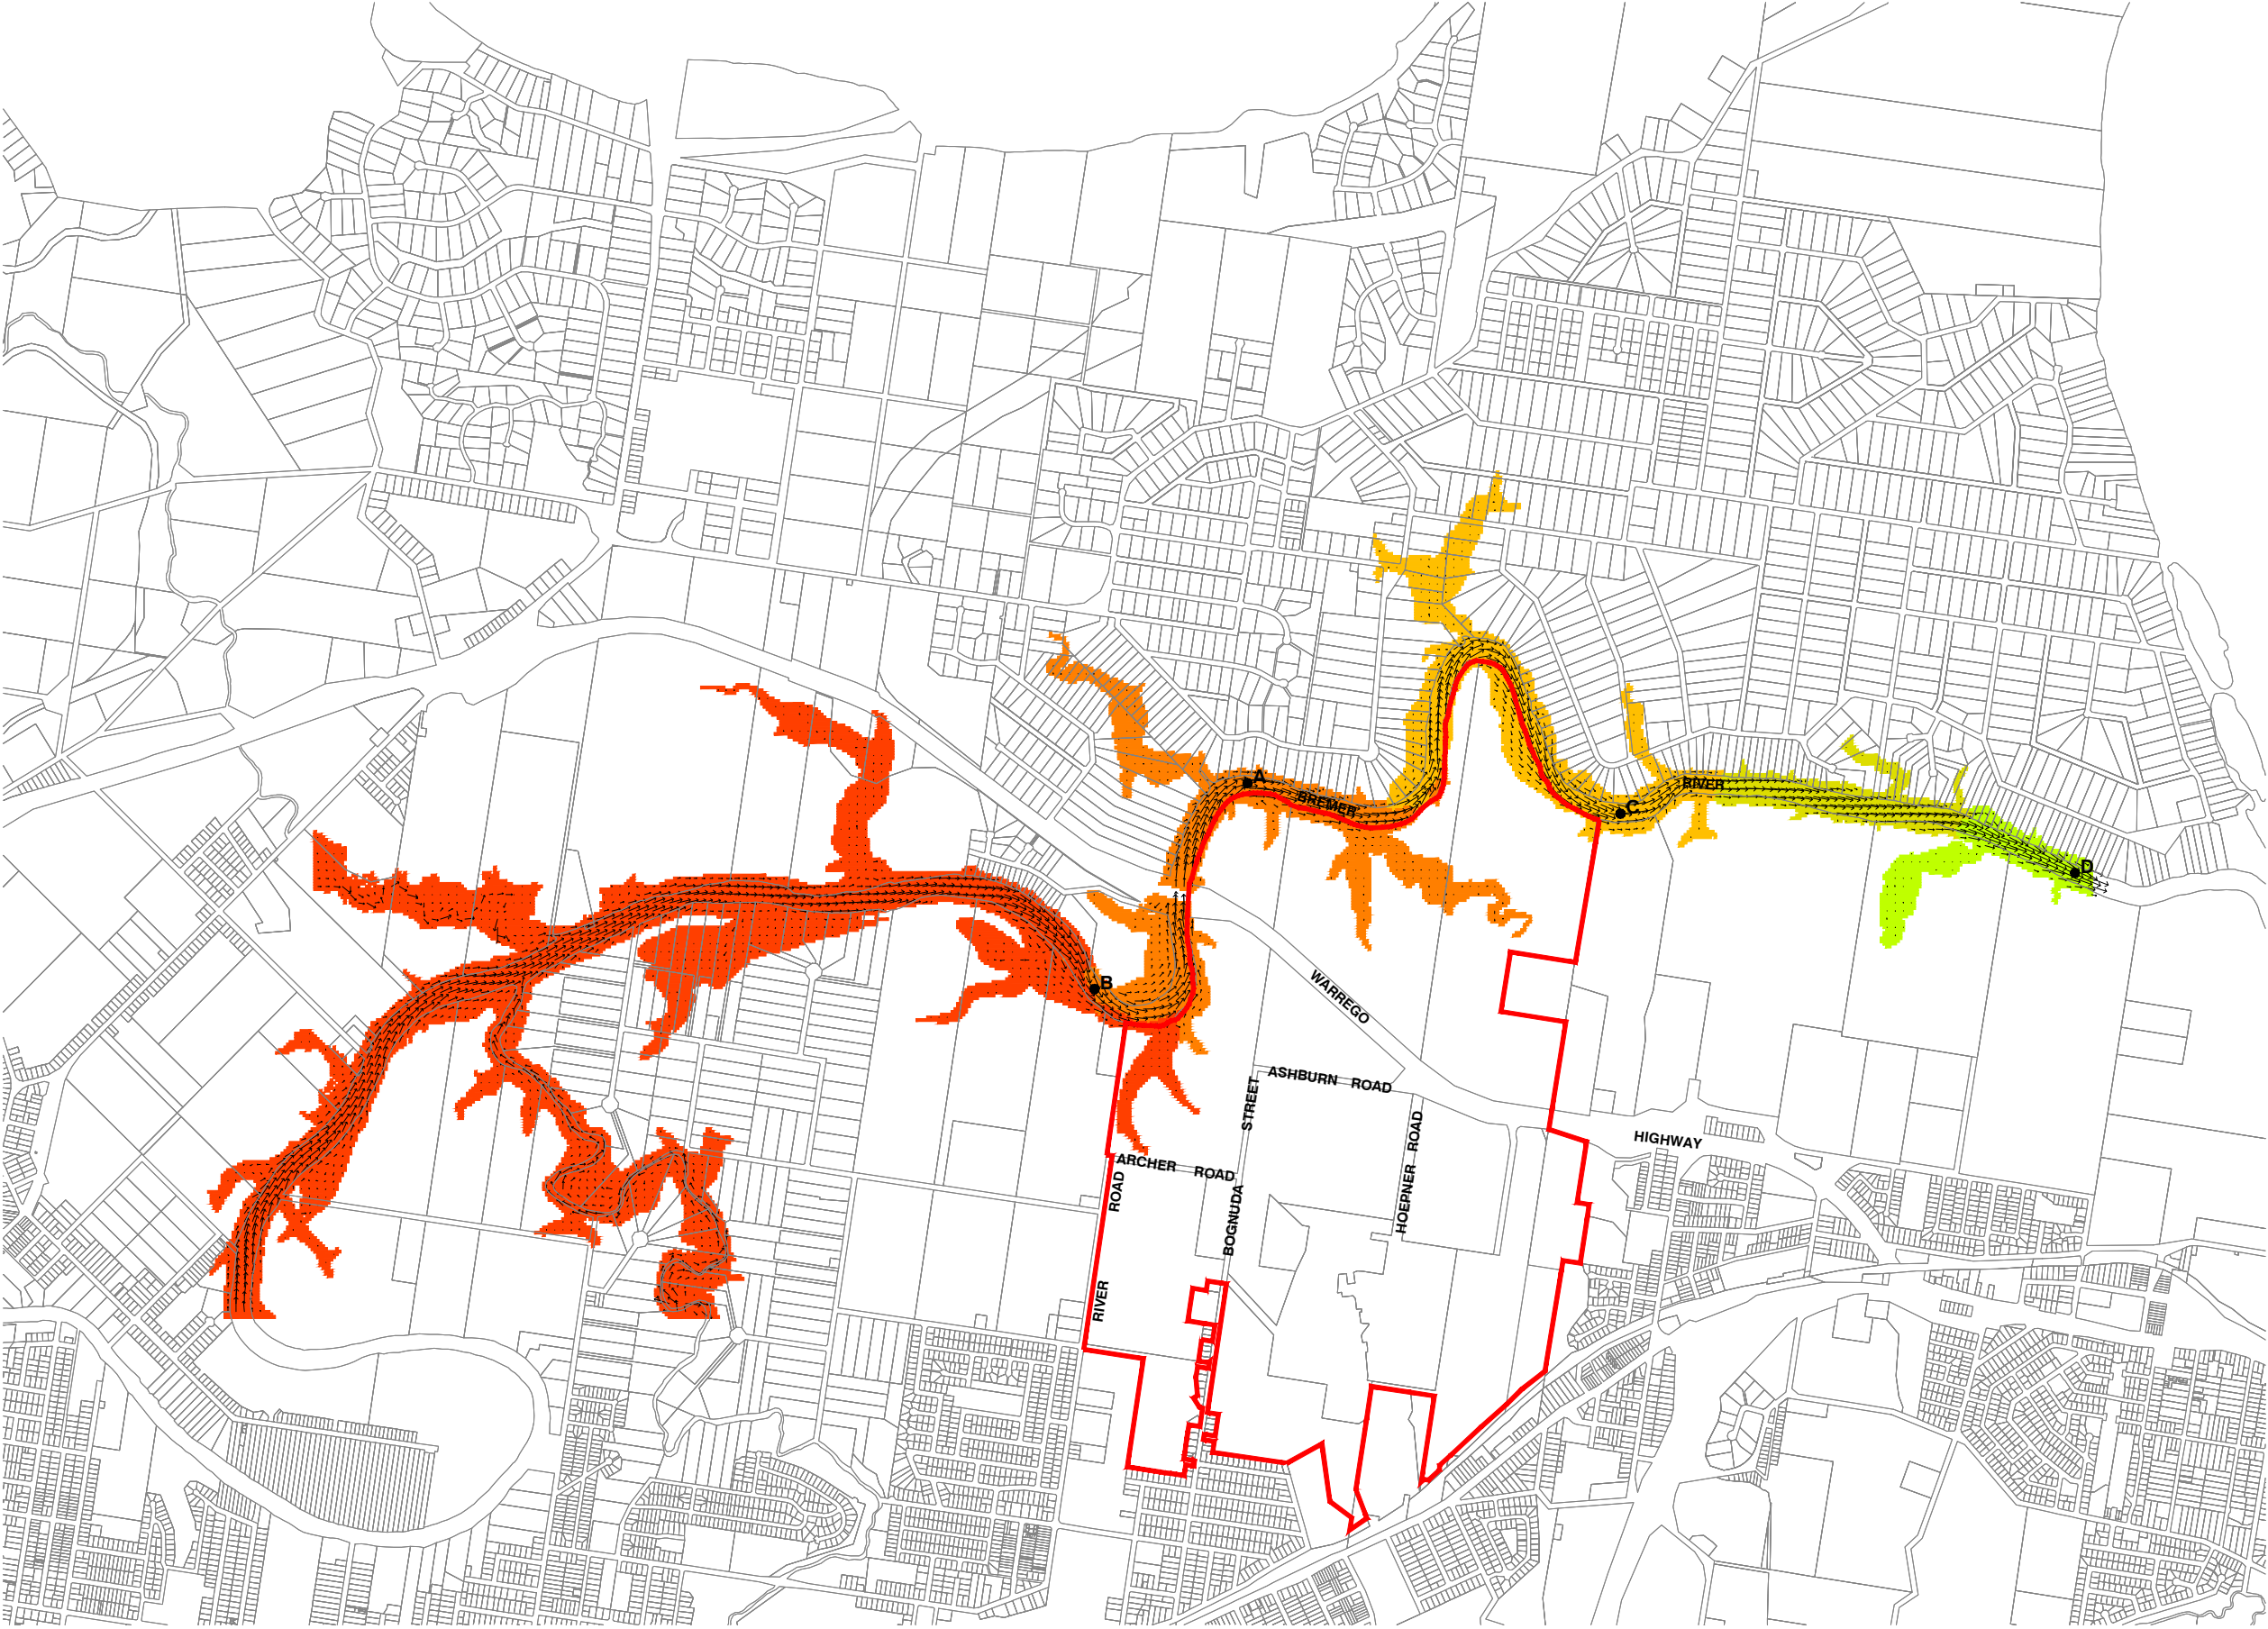 A
BREMER
RIVER
C
D
B
WARREGO
ASHBURN ROAD
STREET
HIGHWAY
ARCHER ROAD
HOEPNER ROAD
ROAD
BOGNUDA
RIVER